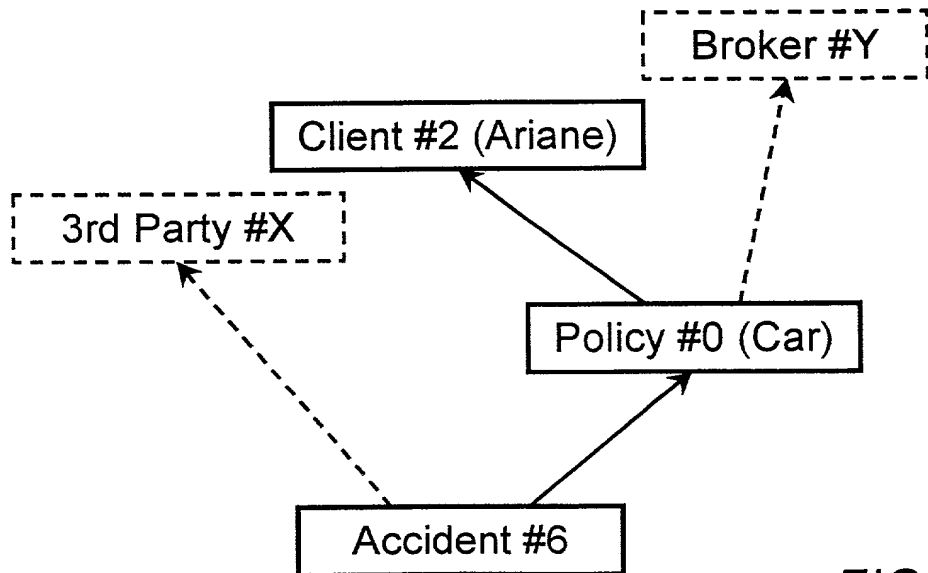 Broker #Y
Client #2 (Ariane)
3rd Party #X
Policy #0 (Car)
Accident #6